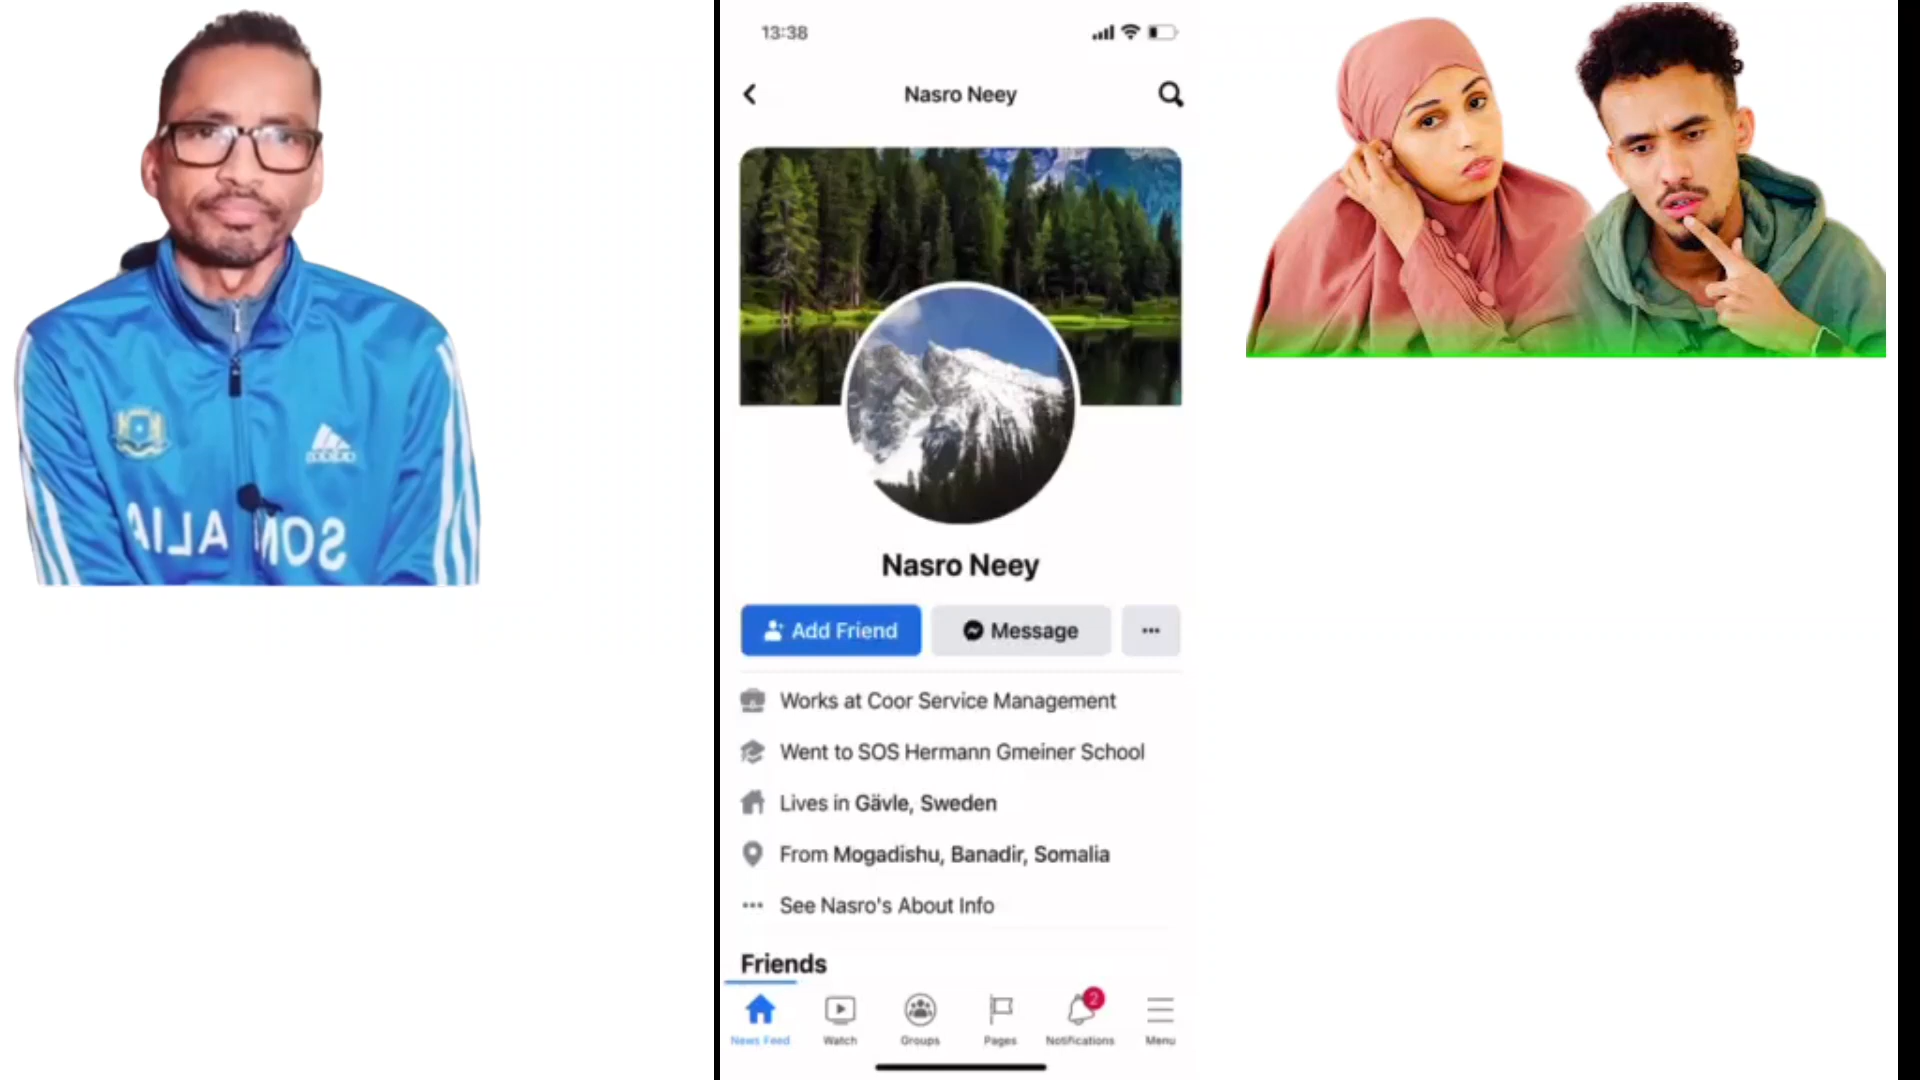 13:38
Nasro Neey
Nasro Neey
Add Friend
Message
Works at Coor Service Management
Went to SOS Hermann Gmeiner School
Lives in Gävle, Sweden
From Mogadishu, Banadir, Somalia
See Nasro's About Info
Friends
2
News Feed
Watch
Groups
Pages
Notifications
Menu
adidas
SOMALIA